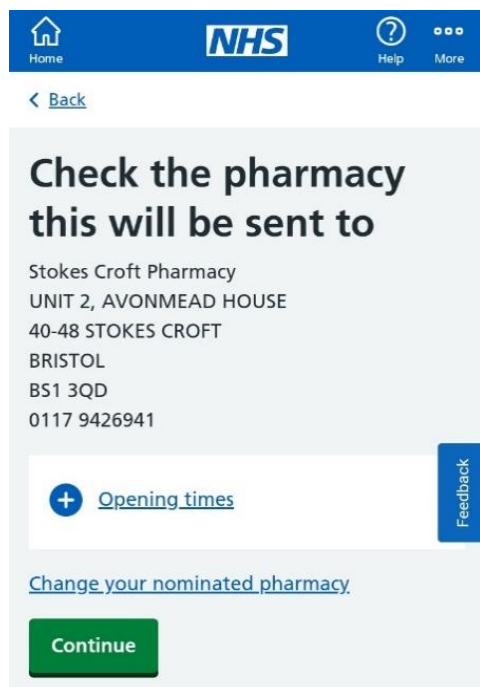 Home
NHS
Help
More
Back
Check the pharmacy
this will be sent to
Stokes Croft Pharmacy
UNIT 2, AVONMEAD HOUSE
40-48 STOKES CROFT
BRISTOL
BS1 3QD
0117 9426941
Opening times
Feedback
Change your nominated pharmacy
Continue